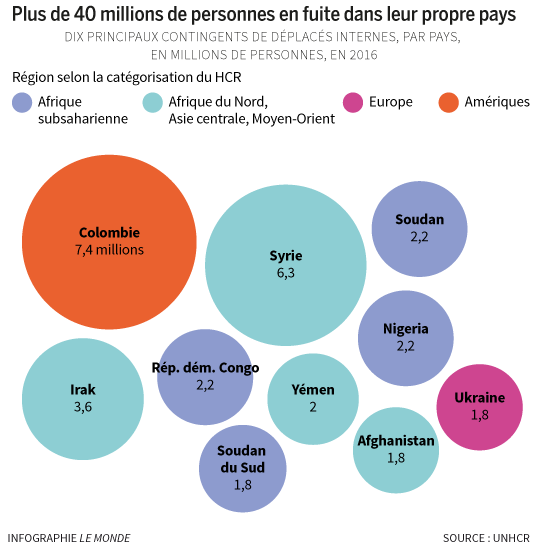 Plus de 40 millions de personnes en fuite dans leur propre pays
DIX PRINCIPAUX CONTINGENTS DE DÉPLACÉS INTERNES, PAR PAYS,
EN MILLIONS DE PERSONNES, EN 2016
Région selon la catégorisation du HCR
Afrique
subsaharienne
Afrique du Nord,
Asie centrale, Moyen-Orient
Europe
Amériques
Colombie
7,4 millions
Syrie
6,3
Soudan
2,2
Nigeria
2,2
Irak
3,6
Rép. dém. Congo
2,2
Yémen
2
Ukraine
1,8
Soudan
du Sud
1,8
Afghanistan
1,8
INFOGRAPHIE LE MONDE
SOURCE : UNHCR